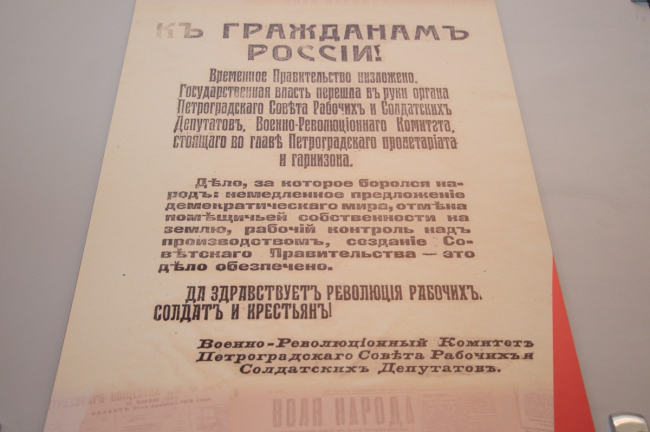 КЪ ГРАЖДАНАМЪ
РОССІИ!
Временное Правительство низложено.
Государственная власть перешла въ руки органа
Петроградскаго Совѣта Рабочихъ и Солдатскихъ
Депутатовъ, Военно-Революціоннаго Комитета,
стоящаго во главѣ Петроградскаго пролетаріата
и гарнизона.
Дѣло, за которое боролся на-
родъ: немедленное предложеніе
демократическаго мира, отмѣна
помѣщичьей собственности на
землю, рабочій контроль надъ
производствомъ, созданіе Со-
вѣтскаго Правительства — это
дѣло обезпечено.
ДА ЗДРАВСТВУЕТЪ РЕВОЛЮЦІЯ РАБОЧИХЪ,
СОЛДАТЪ И КРЕСТЬЯНЪ!
Военно-Революціонный Комитетъ
Петроградскаго Совѣта Рабочихъ и
Солдатскихъ Депутатовъ.